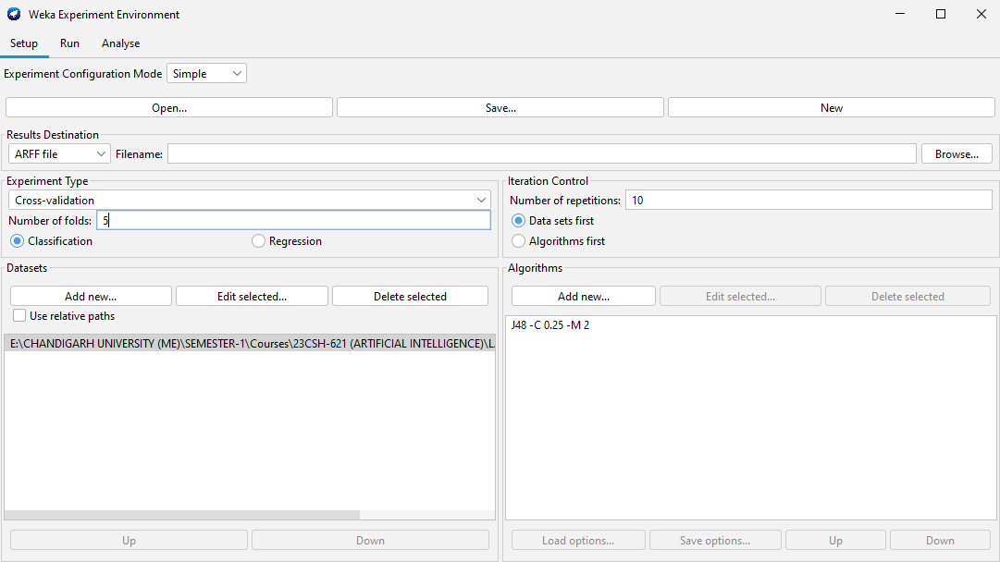 Weka Experiment Environment
Setup Run Analyse
Experiment Configuration Mode Simple
Open... Save... New
Results Destination
ARFF file Filename: Browse...
Experiment Type Iteration Control
Cross-validation Number of repetitions: 10
Number of folds: 5 Data sets first
Classification Regression Algorithms first
Datasets Algorithms
Add new... Edit selected... Delete selected Add new... Edit selected... Delete selected
Use relative paths J48 -C 0.25 -M 2
E:\CHANDIGARH UNIVERSITY (ME)\SEMESTER-1\Courses\23CSH-621 (ARTIFICIAL INTELLIGENCE)\L
Up Down Load options... Save options... Up Down